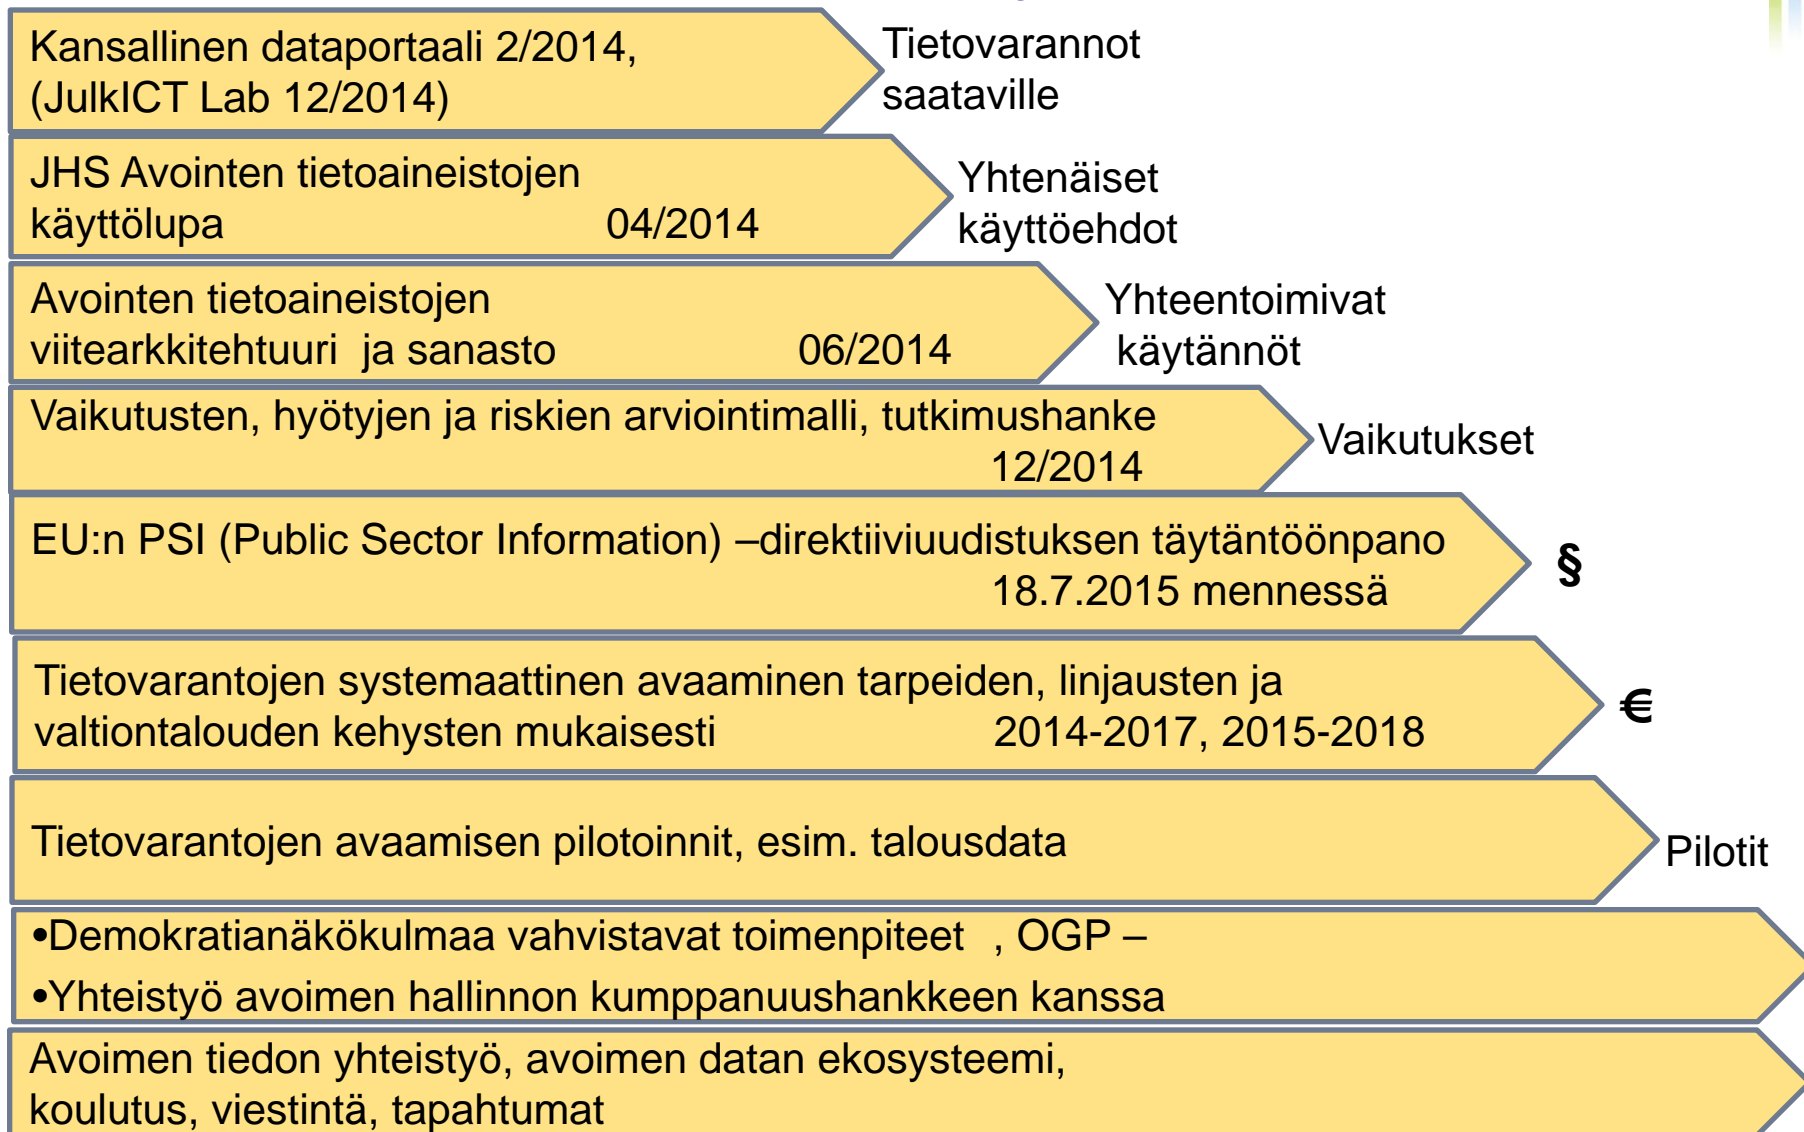 Kansallinen dataportaali 2/2014,
(JulkICT Lab 12/2014)
Tietovarannot
saataville
JHS Avointen tietoaineistojen
käyttölupa 04/2014
Yhtenäiset
käyttöehdot
Avointen tietoaineistojen
viitearkkitehtuuri ja sanasto 06/2014
Yhteentoimivat
käytännöt
Vaikutusten, hyötyjen ja riskien arviointimalli, tutkimushanke
12/2014
Vaikutukset
EU:n PSI (Public Sector Information) –direktiiviuudistuksen täytäntöönpano
18.7.2015 mennessä
§
Tietovarantojen systemaattinen avaaminen tarpeiden, linjausten ja
valtiontalouden kehysten mukaisesti 2014-2017, 2015-2018
€
Tietovarantojen avaamisen pilotoinnit, esim. talousdata
Pilotit
•Demokratianäkökulmaa vahvistavat toimenpiteet , OGP –
•Yhteistyö avoimen hallinnon kumppanuushankkeen kanssa
Avoimen tiedon yhteistyö, avoimen datan ekosysteemi,
koulutus, viestintä, tapahtumat